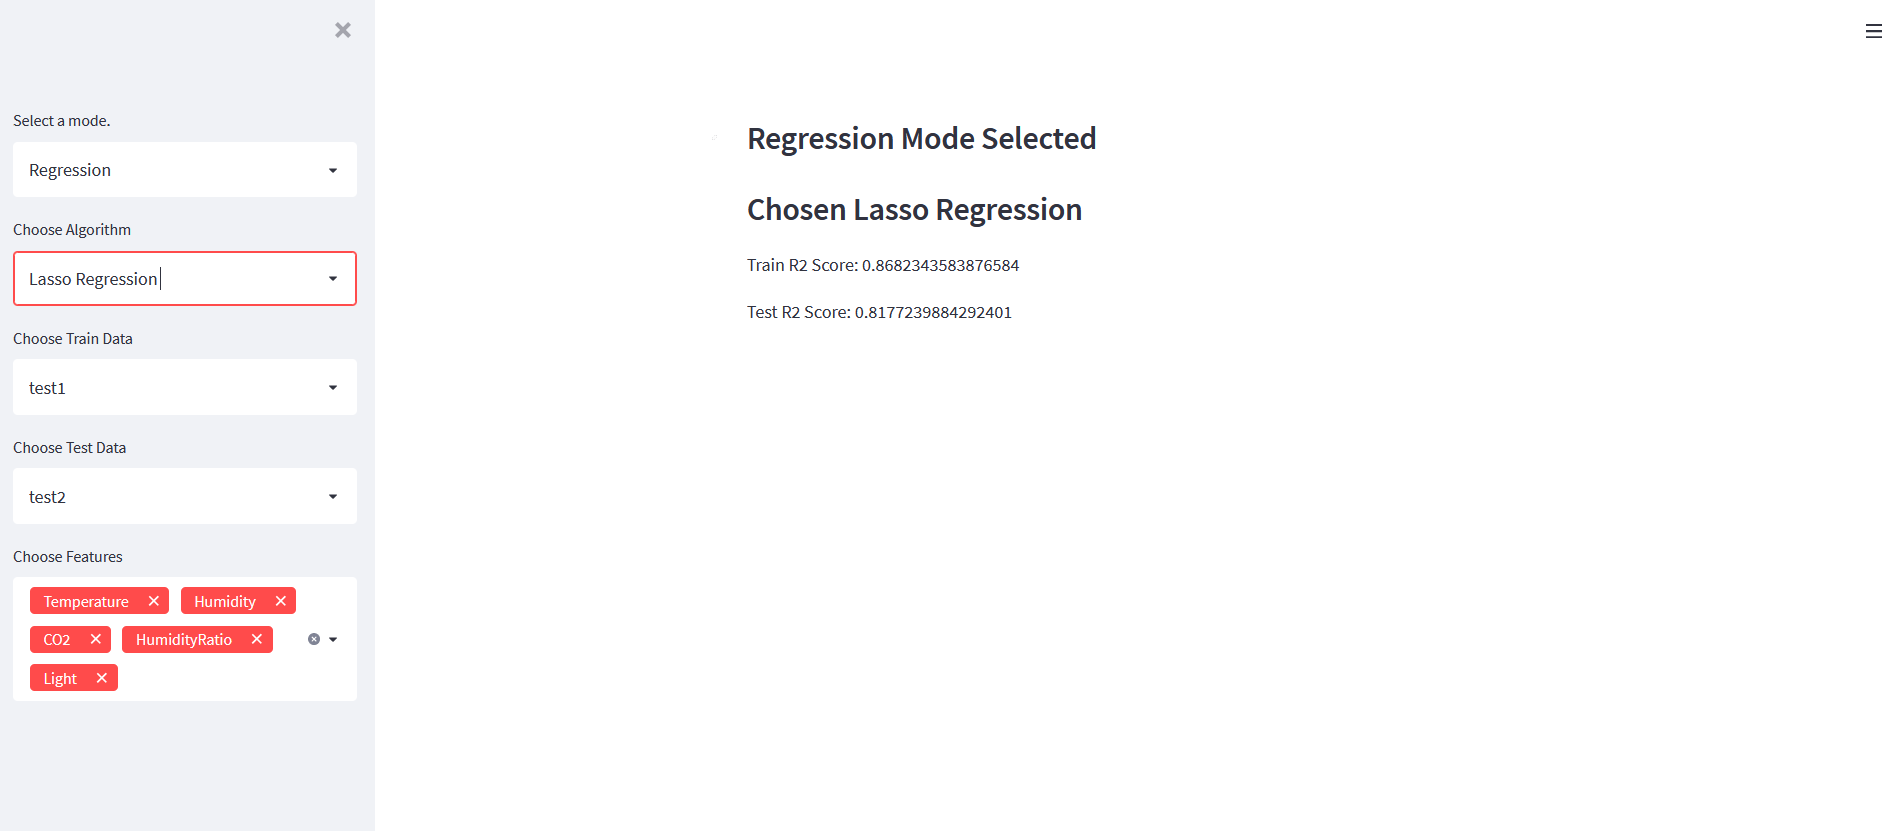 Select a mode.
Regression
Choose Algorithm
Lasso Regression
Choose Train Data
test1
Choose Test Data
test2
Choose Features
Temperature
Humidity
CO2
HumidityRatio
Light
Regression Mode Selected
Chosen Lasso Regression
Train R2 Score: 0.8682343583876584
Test R2 Score: 0.8177239884292401